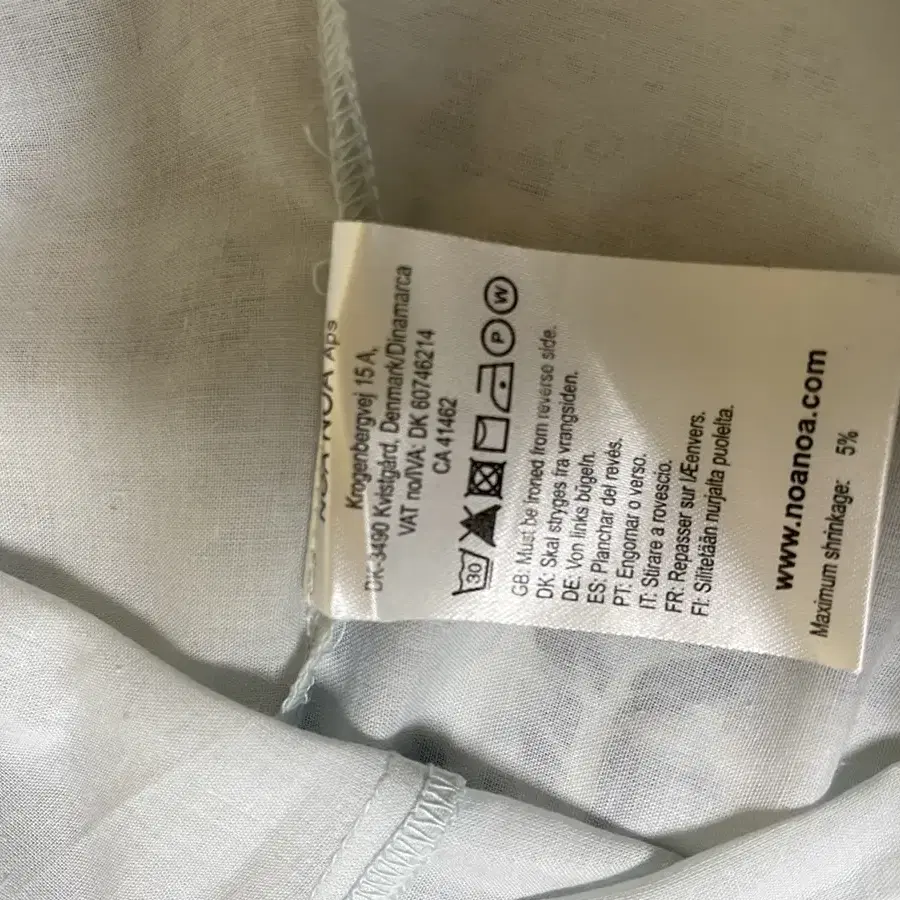 NOA NOA Aps
Krogenbergvej 15 A,
DK-3490 Kvistgård, Denmark/Dinamarca
VAT no/IVA: DK 60746214
CA 41462
30 P W
GB: Must be ironed from reverse side.
DK: Skal stryges fra vrangsiden.
DE: Von links bügeln.
ES: Planchar del revés.
PT: Engomar o verso.
IT: Stirare a rovescio.
FR: Repasser sur lÆenvers.
FI: Silitetään nurjalta puolelta.
www.noanoa.com
Maximum shrinkage: 5%